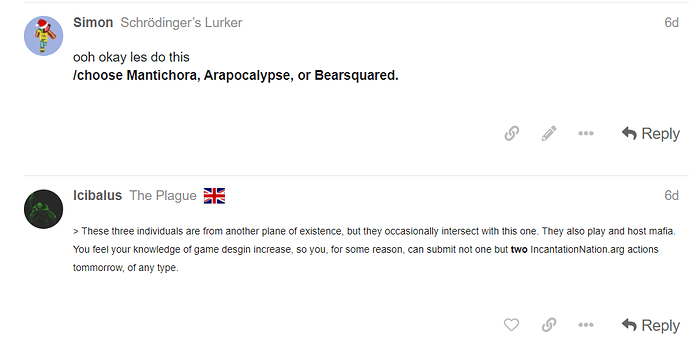 Simon Schrödinger's Lurker 6d
ooh okay les do this
/choose Mantichora, Arapocalypse, or Bearsquared.
Reply
Icibalus The Plague 6d
> These three individuals are from another plane of existence, but they occasionally intersect with this one. They also play and host mafia.
You feel your knowledge of game desgin increase, so you, for some reason, can submit not one but two IncantationNation.arg actions
tommorrow, of any type.
Reply